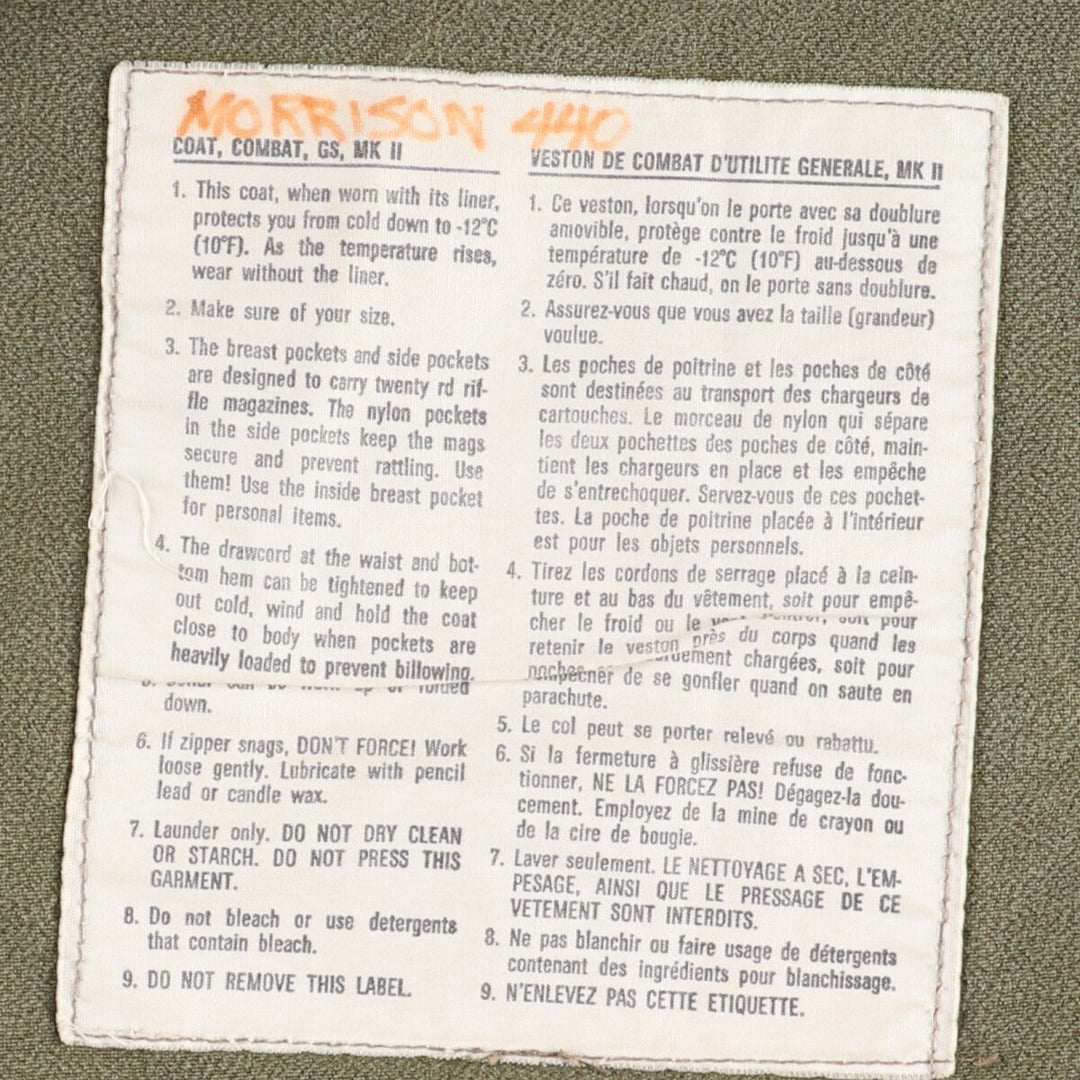 MORRISON 440
COAT, COMBAT, GS, MK II
1. This coat, when worn with its liner,
protects you from cold down to -12°C
(10°F). As the temperature rises,
wear without the liner.
2. Make sure of your size.
3. The breast pockets and side pockets
are designed to carry twenty rd rif-
fle magazines. The nylon pockets
in the side pockets keep the mags
secure and prevent rattling. Use
them! Use the inside breast pocket
for personal items.
4. The drawcord at the waist and bot-
tom hem can be tightened to keep
out cold, wind and hold the coat
close to body when pockets are
heavily loaded to prevent billowing.
down.
6. If zipper snags, DON'T FORCE! Work
loose gently. Lubricate with pencil
lead or candle wax.
7. Launder only. DO NOT DRY CLEAN
OR STARCH. DO NOT PRESS THIS
GARMENT.
8. Do not bleach or use detergents
that contain bleach.
9. DO NOT REMOVE THIS LABEL.
VESTON DE COMBAT D'UTILITE GENERALE, MK II
1. Ce veston, lorsqu'on le porte avec sa doublure
amovible, protège contre le froid jusqu'à une
température de -12°C (10°F) au-dessous de
zéro. S'il fait chaud, on le porte sans doublure.
2. Assurez-vous que vous avez la taille (grandeur)
voulue.
3. Les poches de poitrine et les poches de côté
sont destinées au transport des chargeurs de
cartouches. Le morceau de nylon qui sépare
les deux pochettes des poches de côté, main-
tient les chargeurs en place et les empêche
de s'entrechoquer. Servez-vous de ces pochet-
tes. La poche de poitrine placée à l'intérieur
est pour les objets personnels.
4. Tirez les cordons de serrage placé à la cein-
ture et au bas du vêtement, soit pour empê-
cher le froid ou le soit pour
retenir le veston près du corps quand les
chargées, soit pour
de se gonfler quand on saute en
parachute.
5. Le col peut se porter relevé ou rabattu.
6. Si la fermeture à glissière refuse de fonc-
tionner, NE LA FORCEZ PAS! Dégagez-la dou-
cement. Employez de la mine de crayon ou
de la cire de bougie.
7. Laver seulement. LE NETTOYAGE A SEC, L'EM-
PESAGE, AINSI QUE LE PRESSAGE DE CE
VETEMENT SONT INTERDITS.
8. Ne pas blanchir ou faire usage de détergents
contenant des ingrédients pour blanchissage.
9. N'ENLEVEZ PAS CETTE ETIQUETTE.